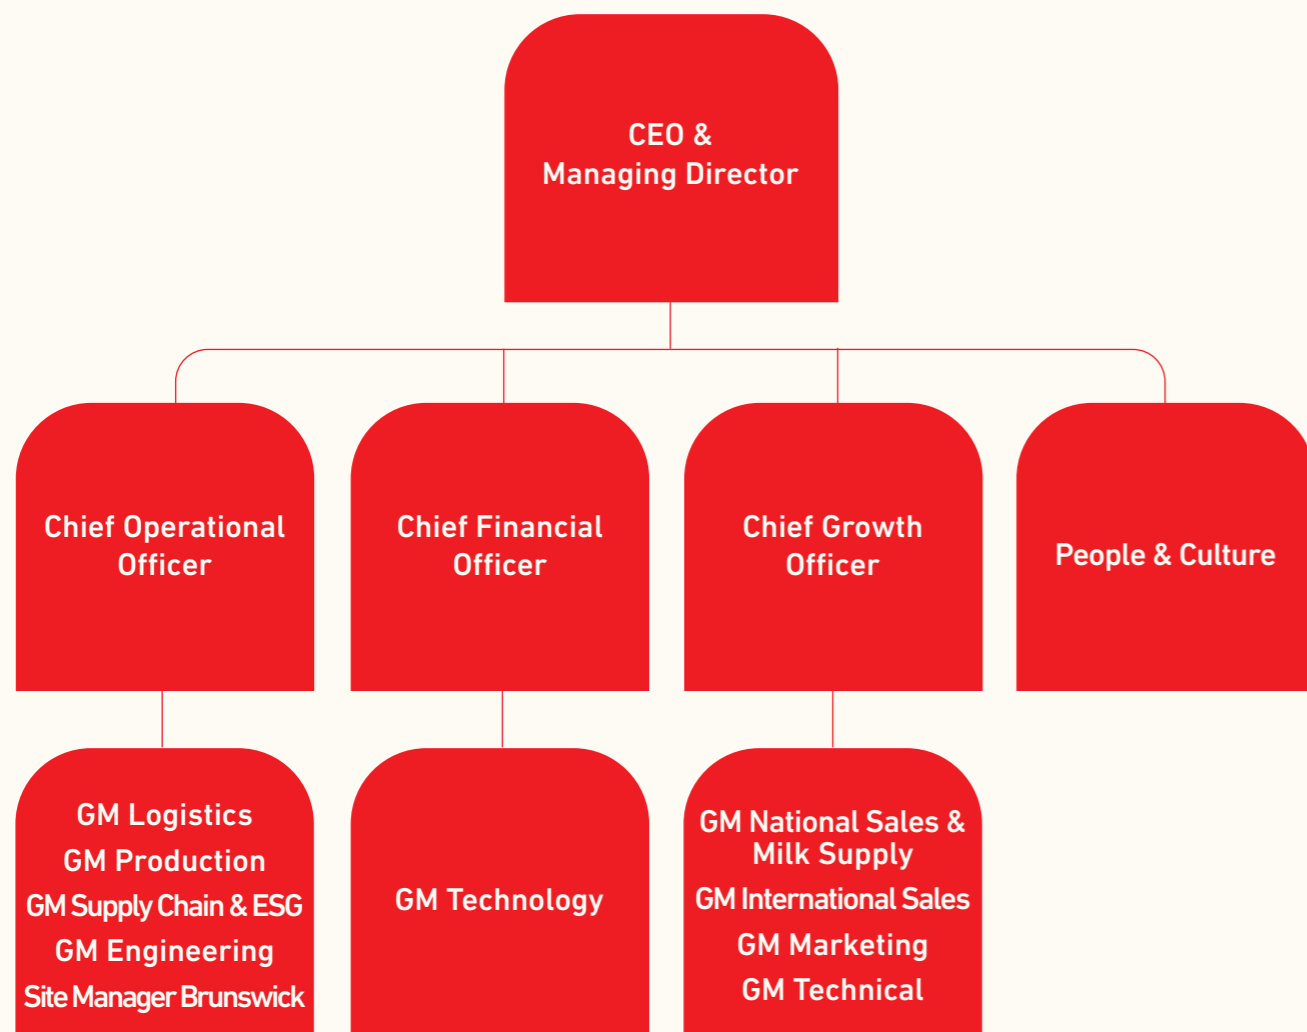 CEO &
Managing Director
Chief Operational
Officer
Chief Financial
Officer
Chief Growth
Officer
People & Culture
GM Logistics
GM Production
GM Supply Chain & ESG
GM Engineering
Site Manager Brunswick
GM Technology
GM National Sales &
Milk Supply
GM International Sales
GM Marketing
GM Technical